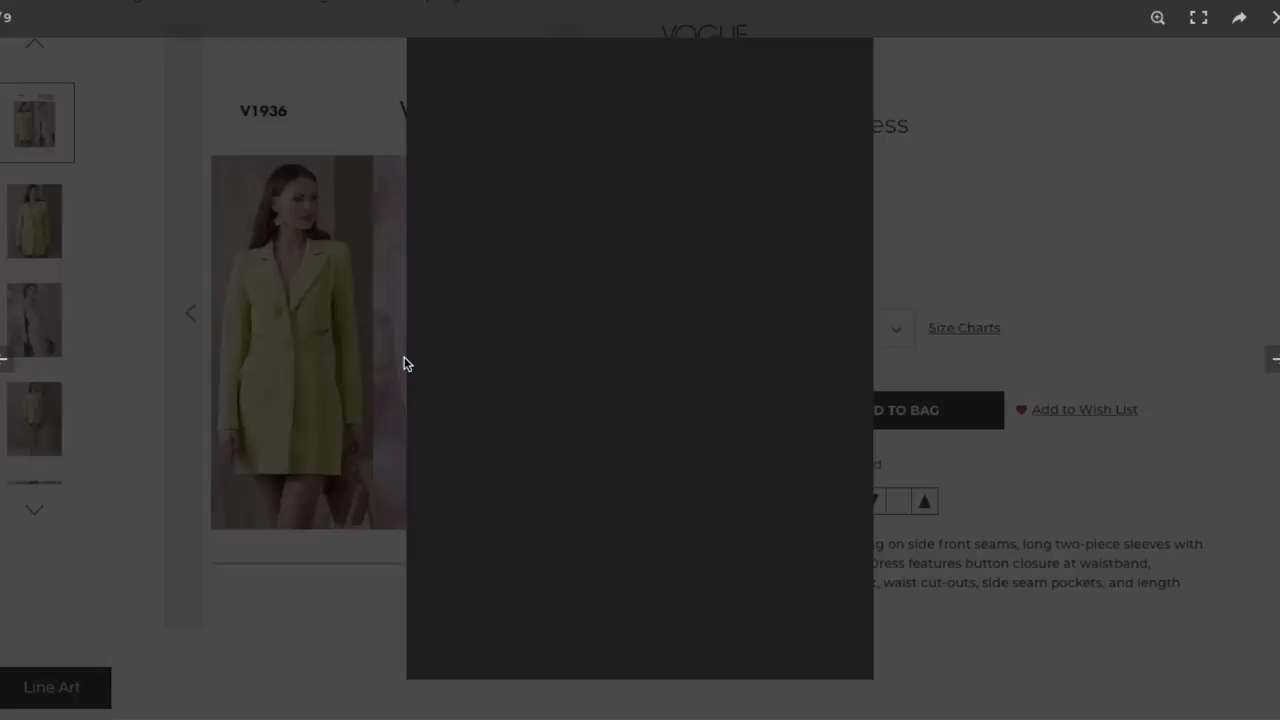 /9
VOGUE
V1936
ess
Size Charts
D TO BAG
Add to Wish List
d
g on side front seams, long two-piece sleeves with
Dress features button closure at waistband,
, waist cut-outs, side seam pockets, and length
Line Art